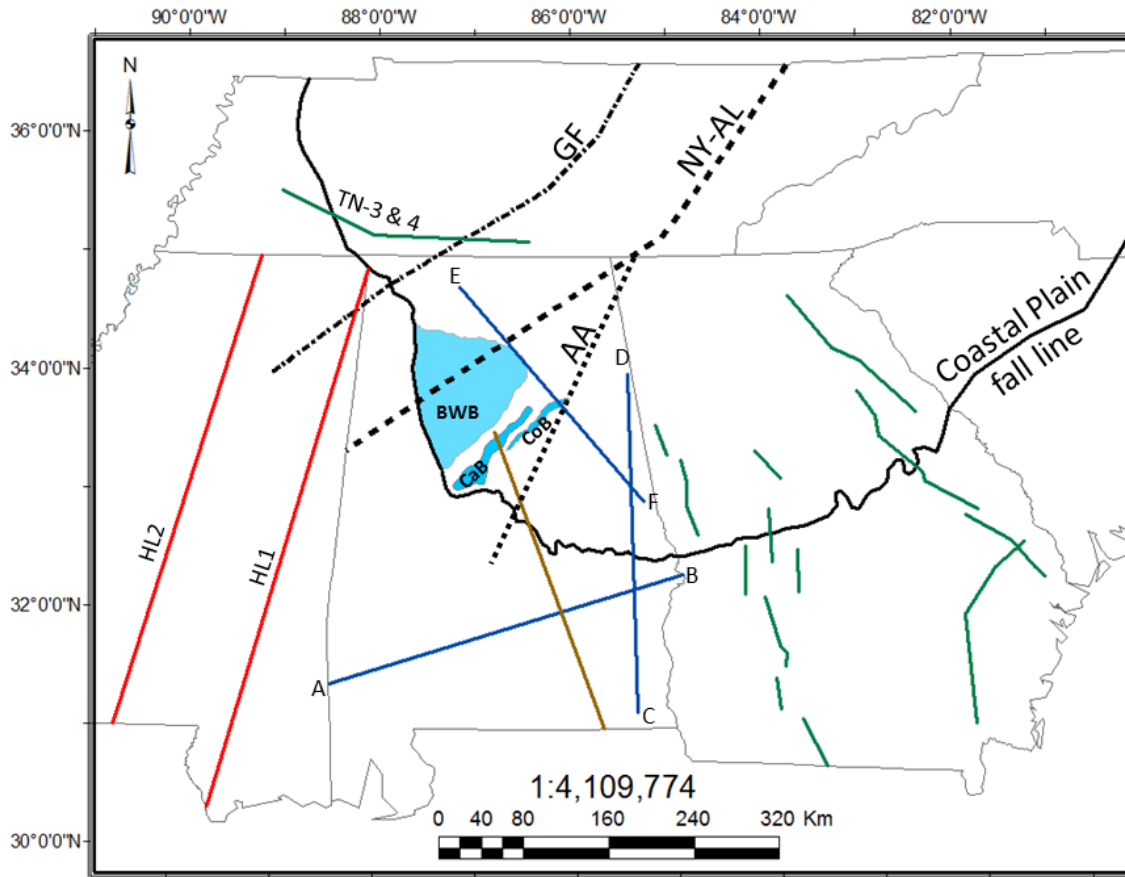 90°0'0"W 88°0'0"W 86°0'0"W 84°0'0"W 82°0'0"W
N
36°0'0"N
34°0'0"N
32°0'0"N
30°0'0"N
GF
NY-AL
TN-3 & 4
E
AA
D
Coastal Plain
fall line
BWB
CoB
CaB
F
HL2
HL1
B
A
C
1:4,109,774
0 40 80 160 240 320 Km